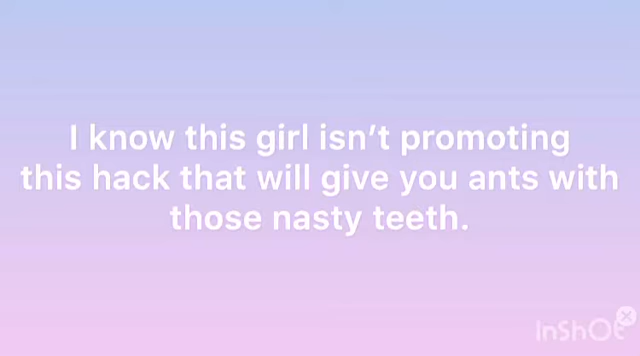 I know this girl isn’t promoting
this hack that will give you ants with
those nasty teeth.
InShOt